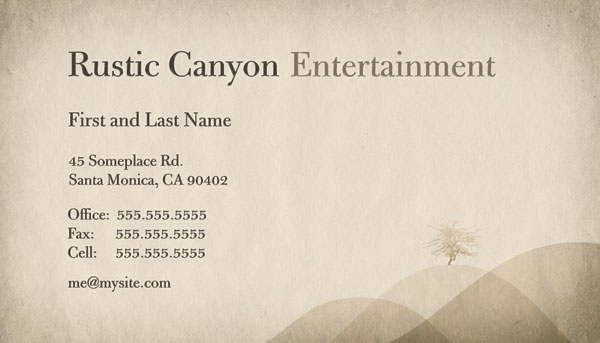 Rustic Canyon Entertainment
First and Last Name
45 Someplace Rd.
Santa Monica, CA 90402
Office: 555.555.5555
Fax: 555.555.5555
Cell: 555.555.5555
me@mysite.com